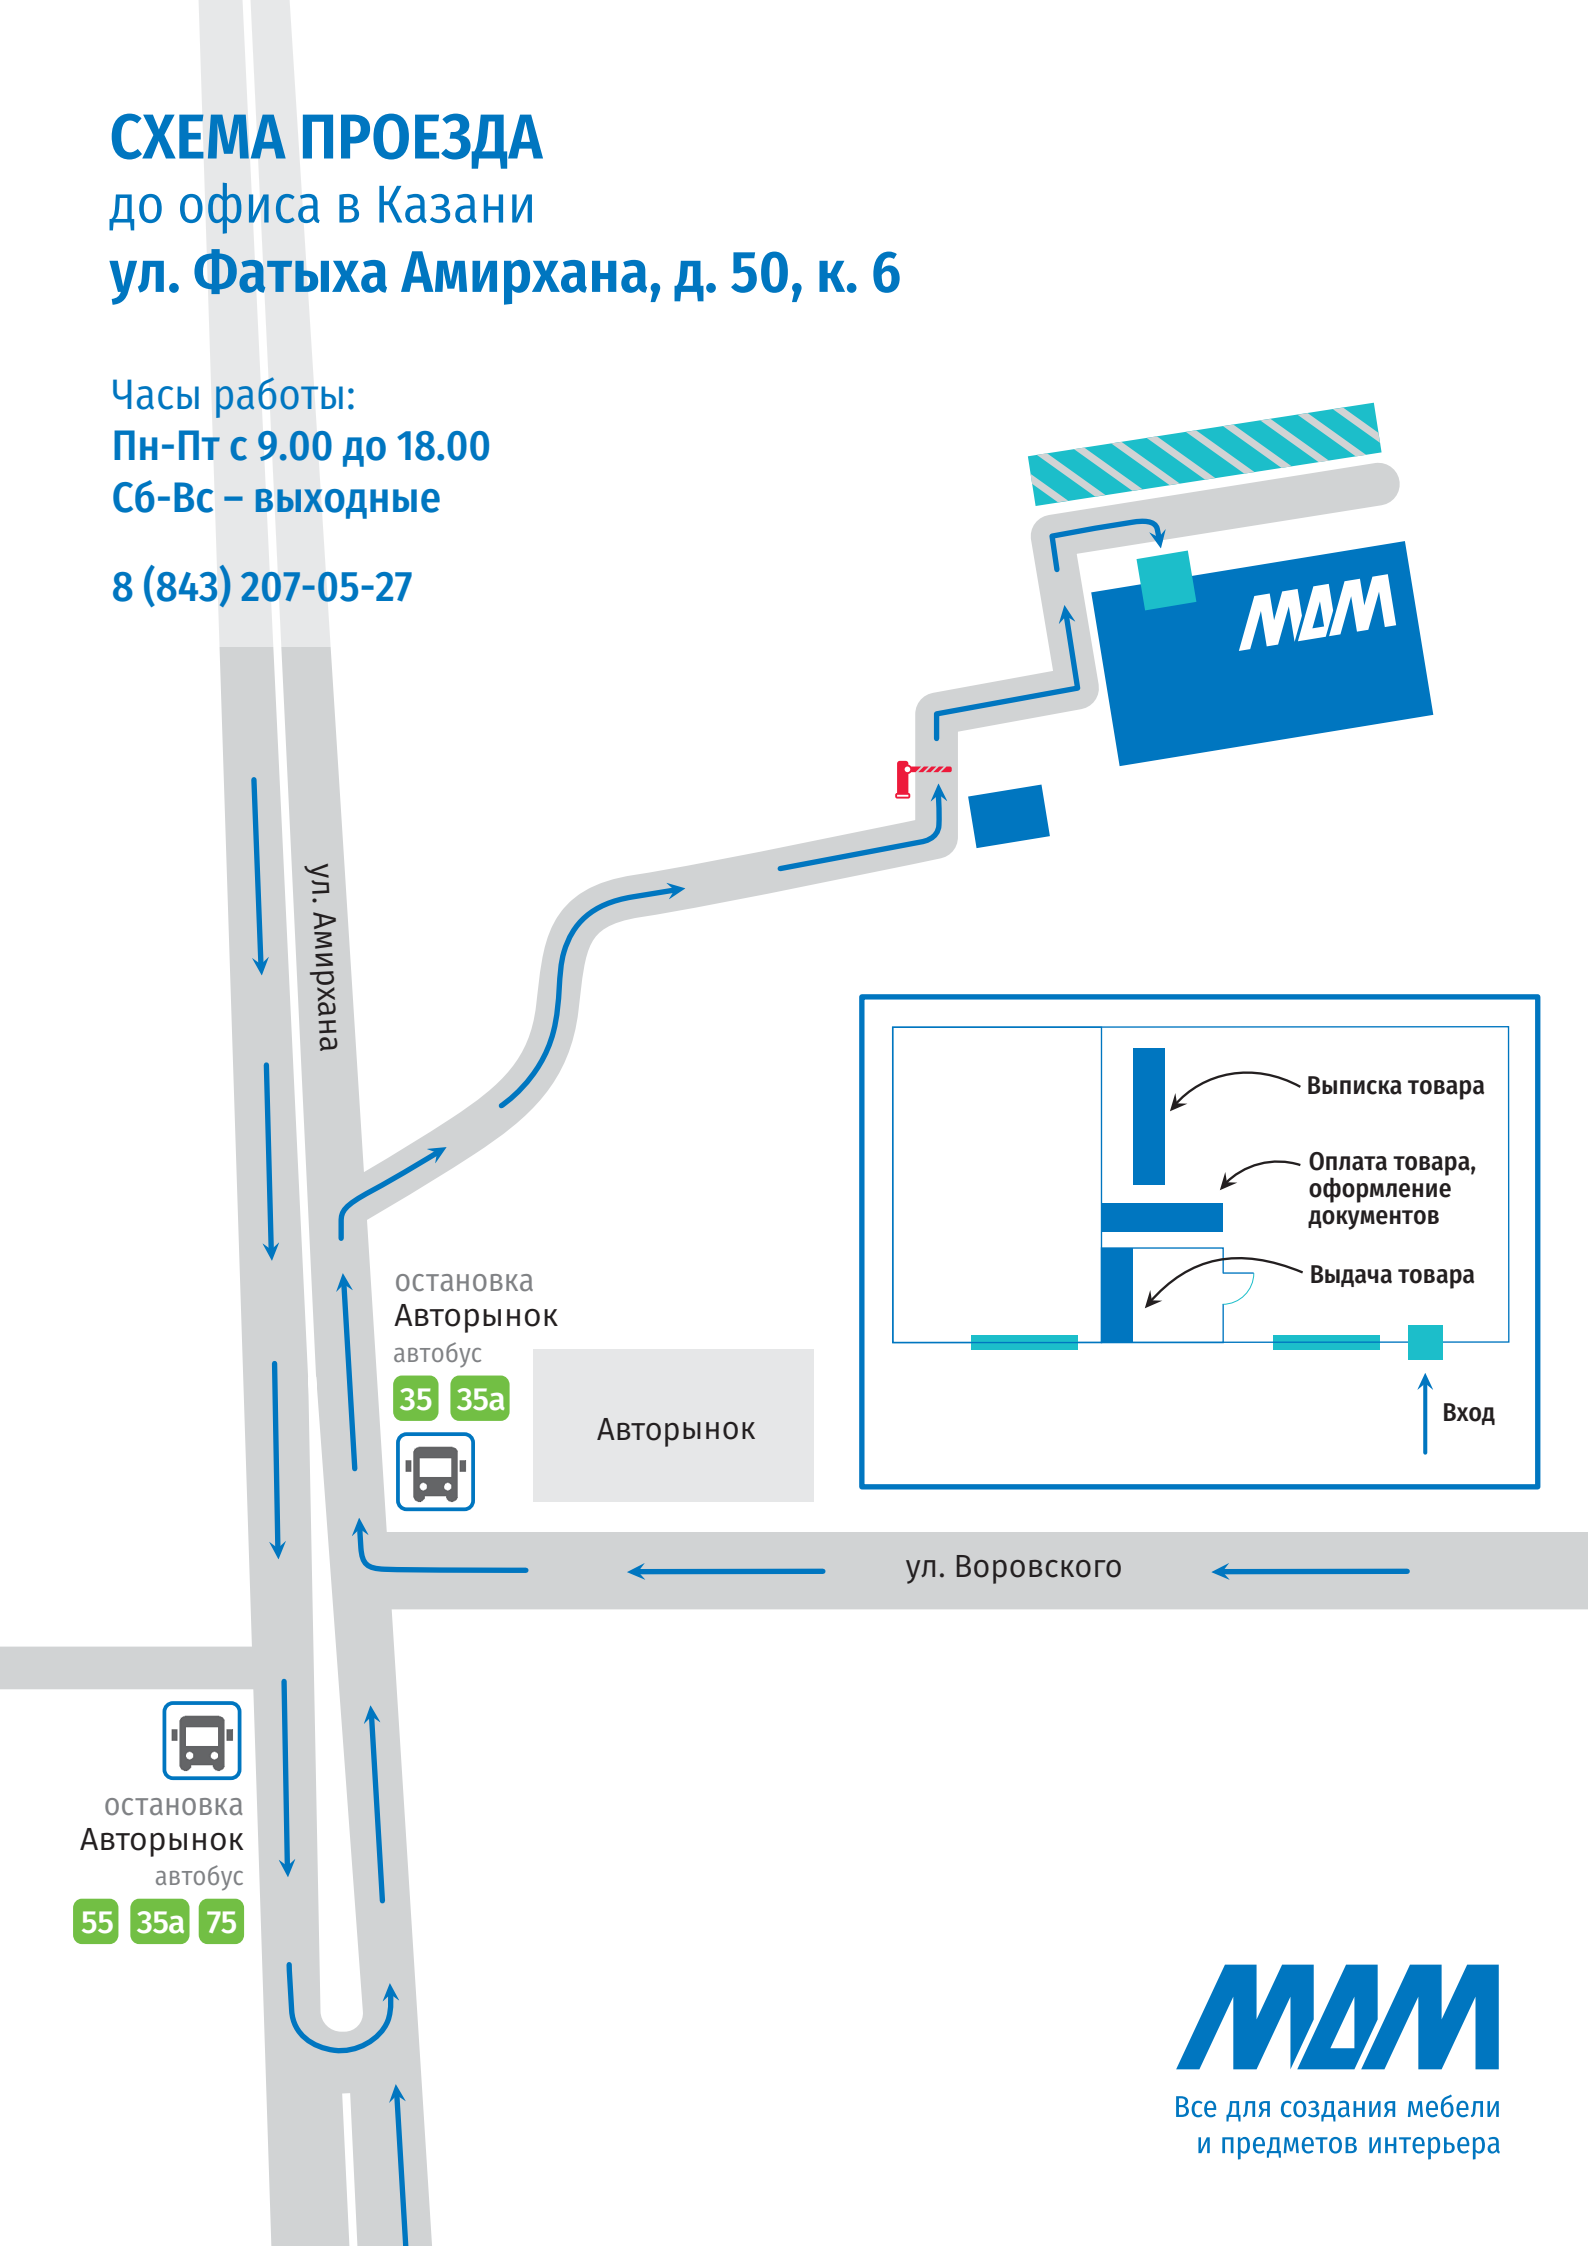 СХЕМА ПРОЕЗДА
до офиса в Казани
ул. Фатыха Амирхана, д. 50, к. 6
Часы работы:
Пн-Пт с 9.00 до 18.00
Сб-Вс – выходные
8 (843) 207-05-27
МДМ
ул. Амирхана
Выписка товара
Оплата товара,
оформление
документов
Выдача товара
Вход
остановка
Авторынок
автобус
35 35а
Авторынок
ул. Воровского
остановка
Авторынок
автобус
55 35а 75
МДМ
Все для создания мебели
и предметов интерьера